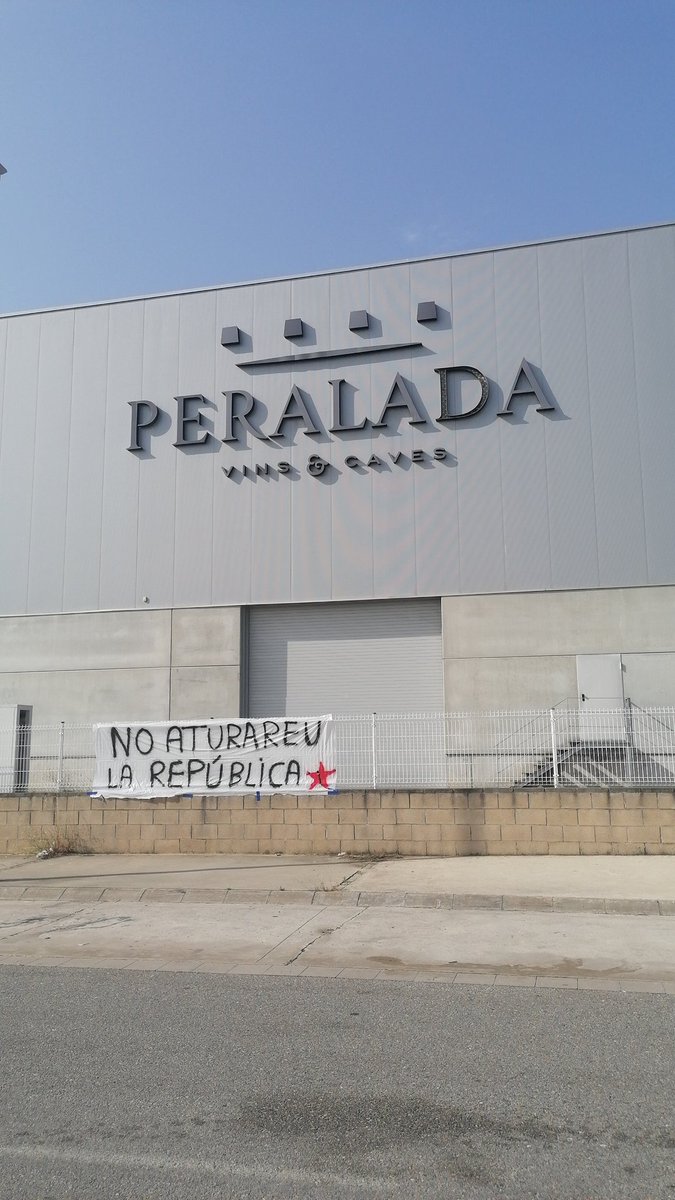 PERALADA
VINS & CAVES
NO ATURAREU
LA REPÚBLICA